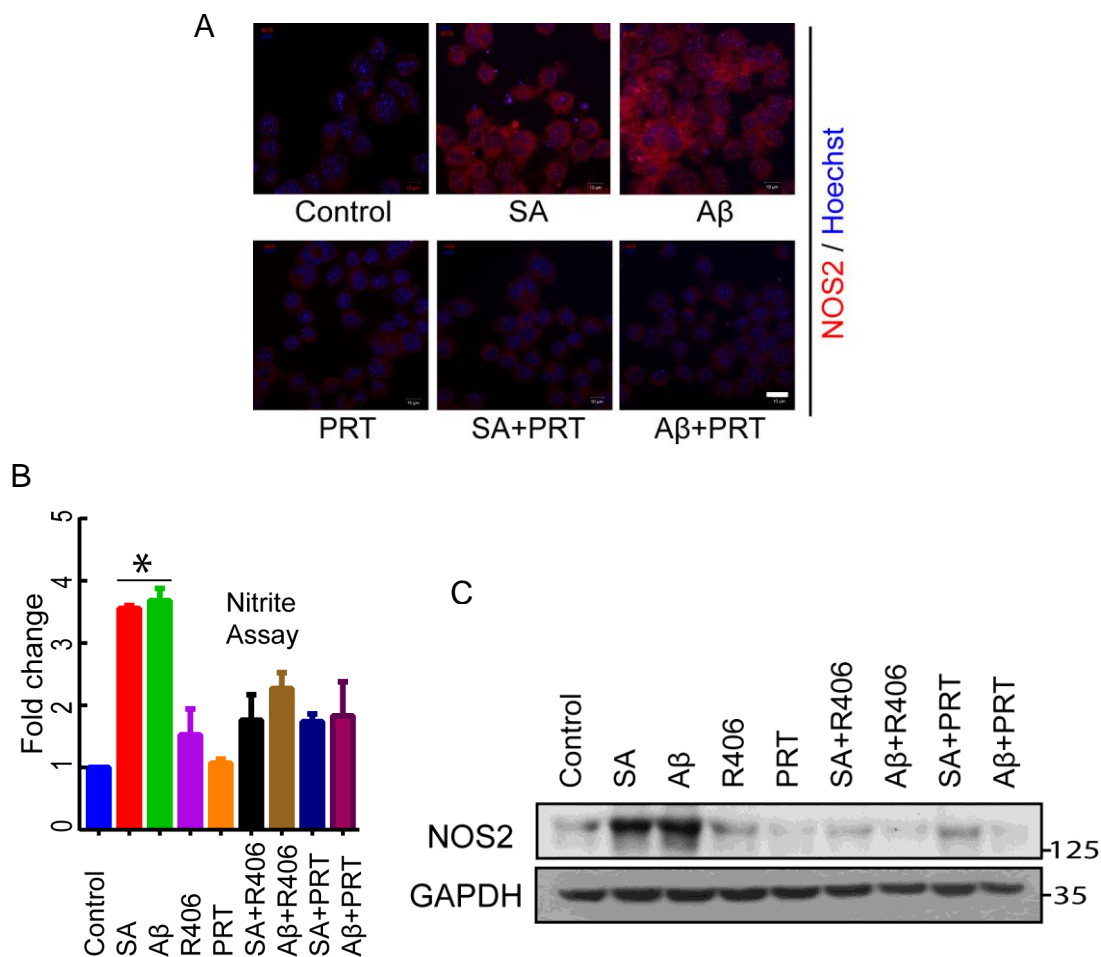 A
Control
SA
Aβ
PRT
SA+PRT
Aβ+PRT
NOS2 / Hoechst
10 µm
B
Fold change
5
4
3
2
1
0
*
Nitrite
Assay
Control
SA
Aβ
R406
PRT
SA+R406
Aβ+R406
SA+PRT
Aβ+PRT
C
Control
SA
Aβ
R406
PRT
SA+R406
Aβ+R406
SA+PRT
Aβ+PRT
NOS2
-125
GAPDH
-35